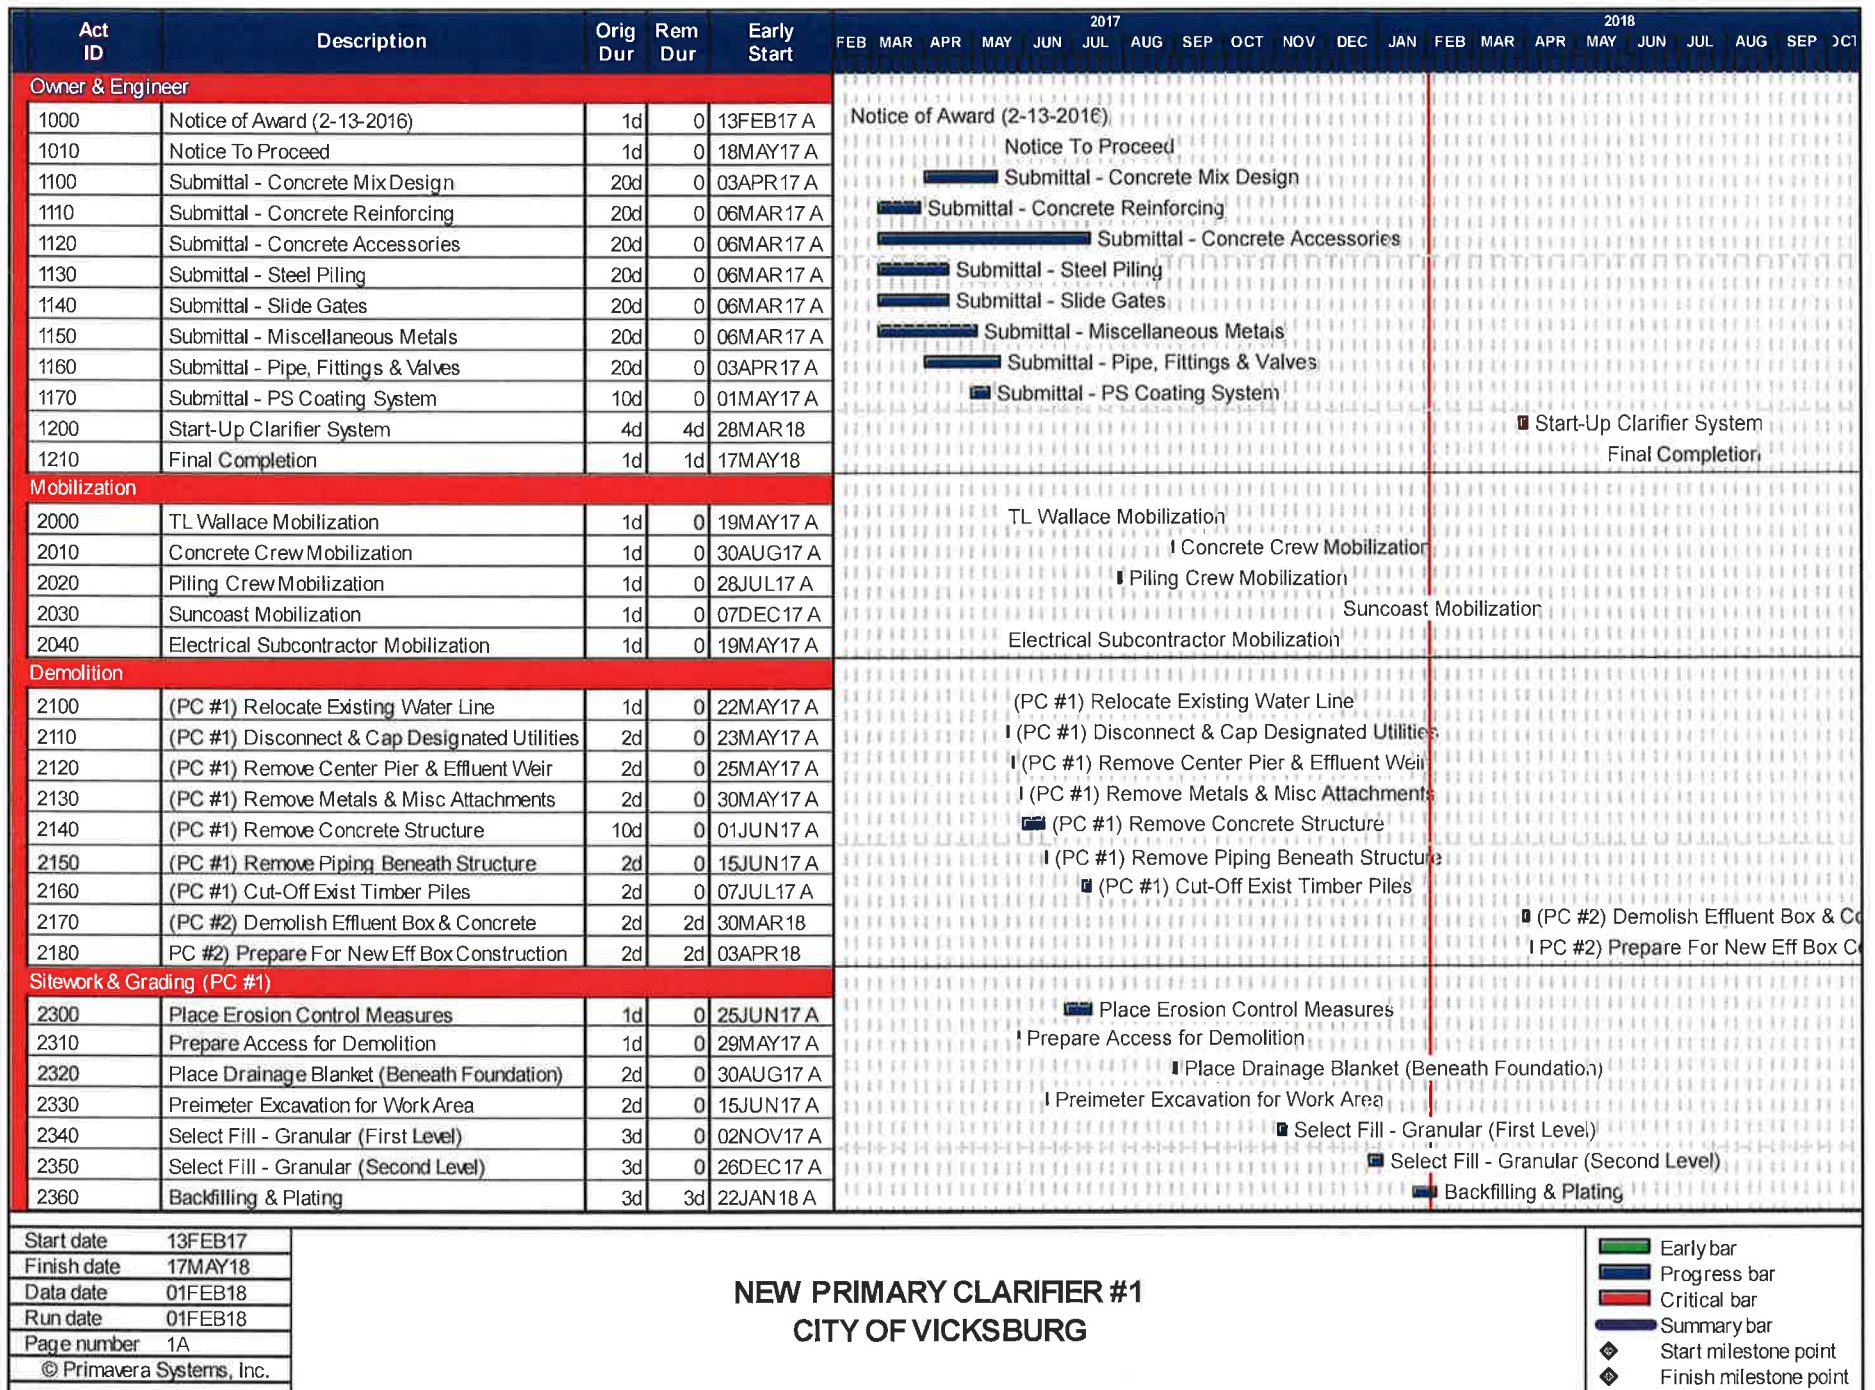 Act ID Description Orig Dur Rem Dur Early Start 2017 2018
FEB MAR APR MAY JUN JUL AUG SEP OCT NOV DEC JAN FEB MAR APR MAY JUN JUL AUG SEP OCT
Owner & Engineer
1000 Notice of Award (2-13-2016) 1d 0 13FEB17 A Notice of Award (2-13-2016)
1010 Notice To Proceed 1d 0 18MAY17 A Notice To Proceed
1100 Submittal - Concrete Mix Design 20d 0 03APR17 A Submittal - Concrete Mix Design
1110 Submittal - Concrete Reinforcing 20d 0 06MAR17 A Submittal - Concrete Reinforcing
1120 Submittal - Concrete Accessories 20d 0 06MAR17 A Submittal - Concrete Accessories
1130 Submittal - Steel Piling 20d 0 06MAR17 A Submittal - Steel Piling
1140 Submittal - Slide Gates 20d 0 06MAR17 A Submittal - Slide Gates
1150 Submittal - Miscellaneous Metals 20d 0 06MAR17 A Submittal - Miscellaneous Metals
1160 Submittal - Pipe, Fittings & Valves 20d 0 03APR17 A Submittal - Pipe, Fittings & Valves
1170 Submittal - PS Coating System 10d 0 01MAY17 A Submittal - PS Coating System
1200 Start-Up Clarifier System 4d 4d 28MAR18 Start-Up Clarifier System
1210 Final Completion 1d 1d 17MAY18 Final Completion
Mobilization
2000 TL Wallace Mobilization 1d 0 19MAY17 A TL Wallace Mobilization
2010 Concrete Crew Mobilization 1d 0 30AUG17 A Concrete Crew Mobilization
2020 Piling Crew Mobilization 1d 0 28JUL17 A Piling Crew Mobilization
2030 Suncoast Mobilization 1d 0 07DEC17 A Suncoast Mobilization
2040 Electrical Subcontractor Mobilization 1d 0 19MAY17 A Electrical Subcontractor Mobilization
Demolition
2100 (PC #1) Relocate Existing Water Line 1d 0 22MAY17 A (PC #1) Relocate Existing Water Line
2110 (PC #1) Disconnect & Cap Designated Utilities 2d 0 23MAY17 A (PC #1) Disconnect & Cap Designated Utilities
2120 (PC #1) Remove Center Pier & Effluent Weir 2d 0 25MAY17 A (PC #1) Remove Center Pier & Effluent Weir
2130 (PC #1) Remove Metals & Misc Attachments 2d 0 30MAY17 A (PC #1) Remove Metals & Misc Attachments
2140 (PC #1) Remove Concrete Structure 10d 0 01JUN17 A (PC #1) Remove Concrete Structure
2150 (PC #1) Remove Piping Beneath Structure 2d 0 15JUN17 A (PC #1) Remove Piping Beneath Structure
2160 (PC #1) Cut-Off Exist Timber Piles 2d 0 07JUL17 A (PC #1) Cut-Off Exist Timber Piles
2170 (PC #2) Demolish Effluent Box & Concrete 2d 2d 30MAR18 (PC #2) Demolish Effluent Box & Co
2180 PC #2) Prepare For New Eff Box Construction 2d 2d 03APR18 PC #2) Prepare For New Eff Box C
Sitework & Grading (PC #1)
2300 Place Erosion Control Measures 1d 0 25JUN17 A Place Erosion Control Measures
2310 Prepare Access for Demolition 1d 0 29MAY17 A Prepare Access for Demolition
2320 Place Drainage Blanket (Beneath Foundation) 2d 0 30AUG17 A Place Drainage Blanket (Beneath Foundation)
2330 Preimeter Excavation for Work Area 2d 0 15JUN17 A Preimeter Excavation for Work Area
2340 Select Fill - Granular (First Level) 3d 0 02NOV17 A Select Fill - Granular (First Level)
2350 Select Fill - Granular (Second Level) 3d 0 26DEC17 A Select Fill - Granular (Second Level)
2360 Backfilling & Plating 3d 3d 22JAN18 A Backfilling & Plating
Start date 13FEB17
Finish date 17MAY18
Data date 01FEB18
Run date 01FEB18
Page number 1A
© Primavera Systems, Inc.
NEW PRIMARY CLARIFIER #1
CITY OF VICKSBURG
Early bar
Progress bar
Critical bar
Summary bar
Start milestone point
Finish milestone point